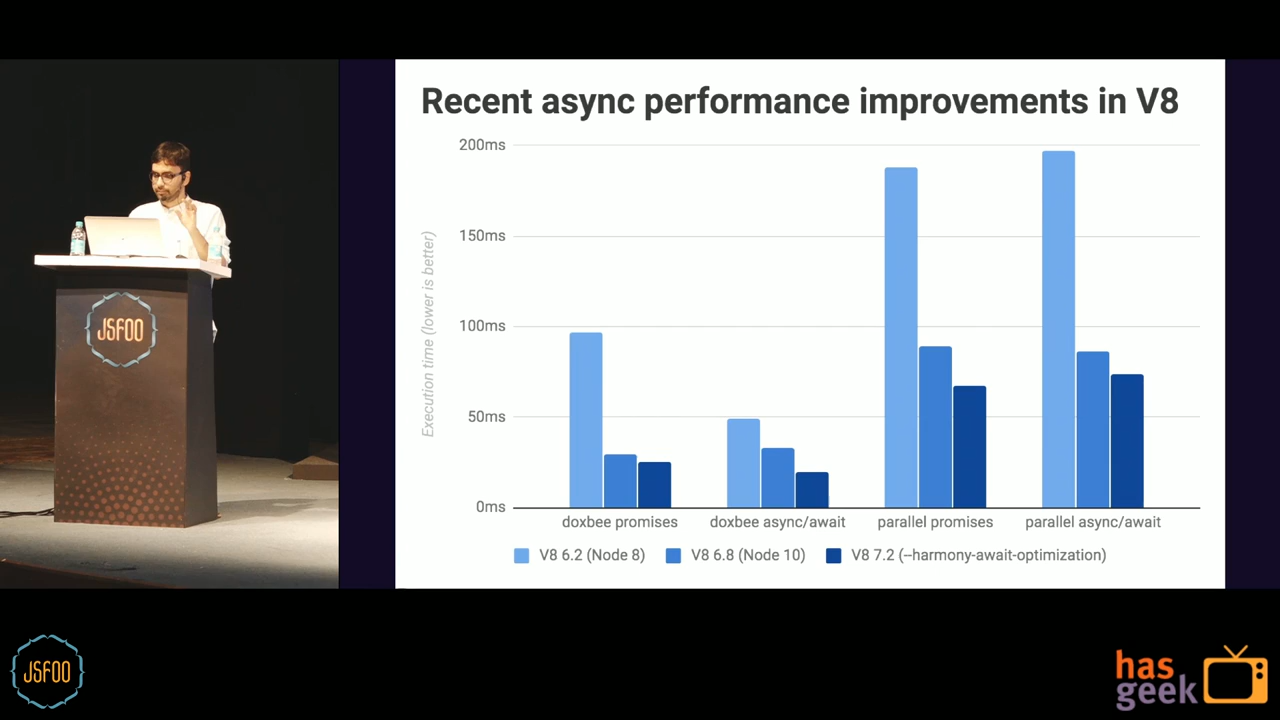 Recent async performance improvements in V8
200ms
150ms
100ms
50ms
0ms
Execution time (lower is better)
doxbee promises
doxbee async/await
parallel promises
parallel async/await
V8 6.2 (Node 8)
V8 6.8 (Node 10)
V8 7.2 (--harmony-await-optimization)
JSFOO
JSFOO
has
geek